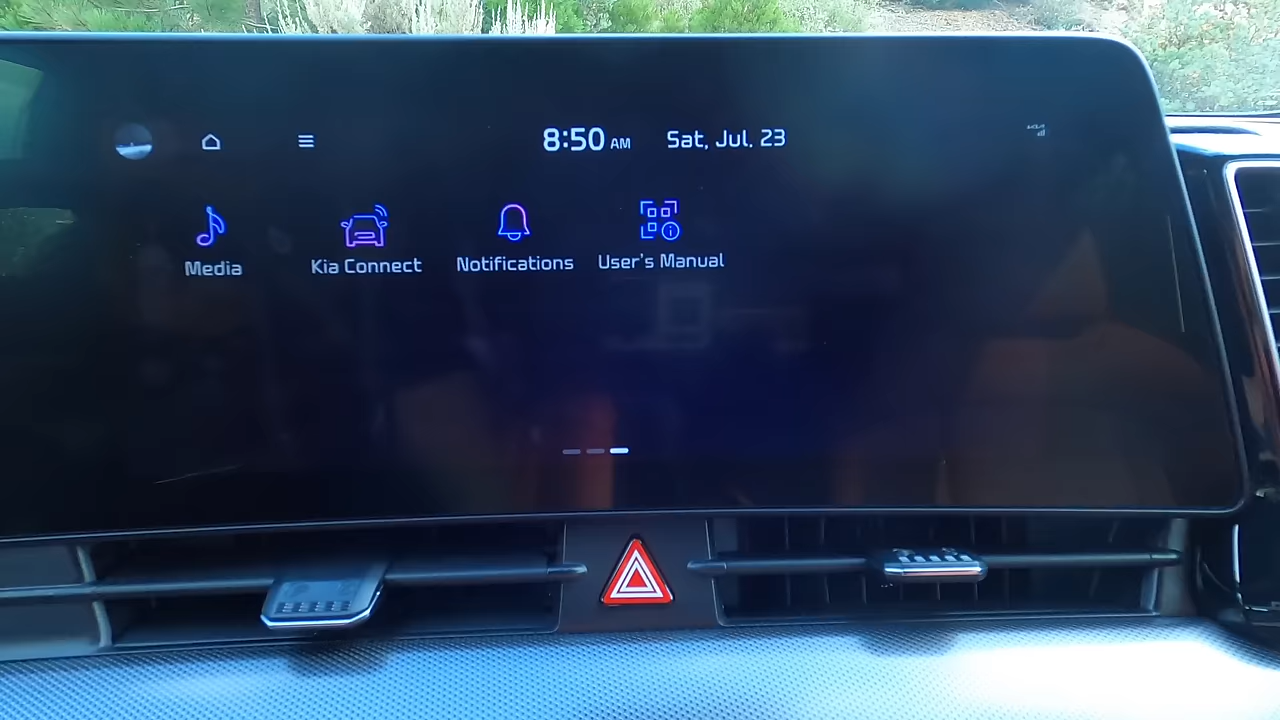 8:50 AM Sat, Jul. 23
Media Kia Connect Notifications User's Manual